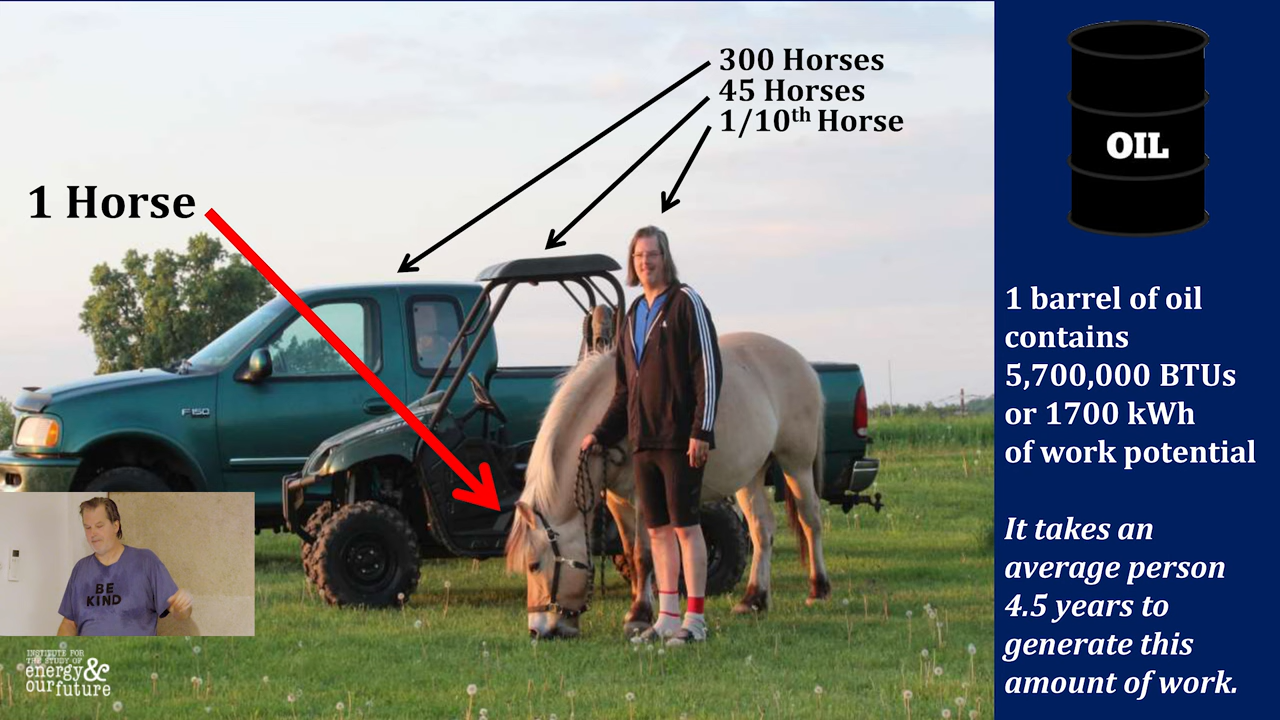 300 Horses
45 Horses
1/10th Horse
1 Horse
F150
BE
KIND
INSTITUTE FOR
THE STUDY OF
energy&
our future
OIL
1 barrel of oil
contains
5,700,000 BTUs
or 1700 kWh
of work potential
It takes an
average person
4.5 years to
generate this
amount of work.